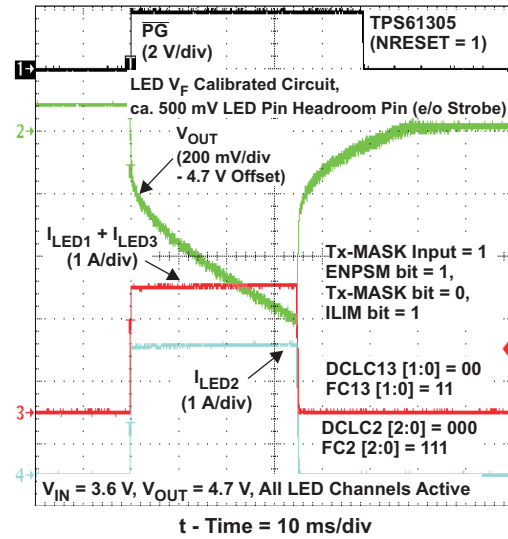 PG
(2 V/div)
TPS61305
(NRESET = 1)
1
T
LED VF Calibrated Circuit,
ca. 500 mV LED Pin Headroom Pin (e/o Strobe)
2
VOUT
(200 mV/div
- 4.7 V Offset)
ILED1 + ILED3
(1 A/div)
Tx-MASK Input = 1
ENPSM bit = 1,
Tx-MASK bit = 0,
ILIM bit = 1
ILED2
(1 A/div)
DCLC13 [1:0] = 00
FC13 [1:0] = 11
3
DCLC2 [2:0] = 000
FC2 [2:0] = 111
4
VIN = 3.6 V, VOUT = 4.7 V, All LED Channels Active
t - Time = 10 ms/div